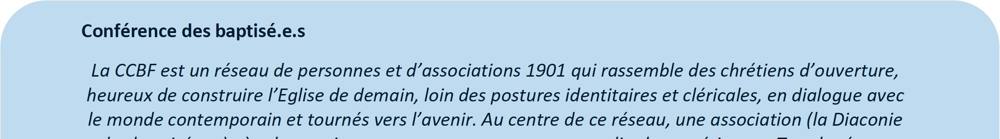 Conférence des baptisé.e.s
La CCBF est un réseau de personnes et d’associations 1901 qui rassemble des chrétiens d’ouverture,
heureux de construire l’Eglise de demain, loin des postures identitaires et cléricales, en dialogue avec
le monde contemporain et tournés vers l’avenir. Au centre de ce réseau, une association (la Diaconie